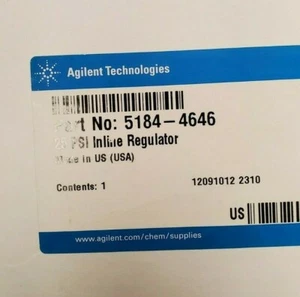 Agilent Technologies
Part No: 5184-4646
PSI Inline Regulator
Made in US (USA)
Contents: 1
12091012 2310
US
www.agilent.com/chem/supplies